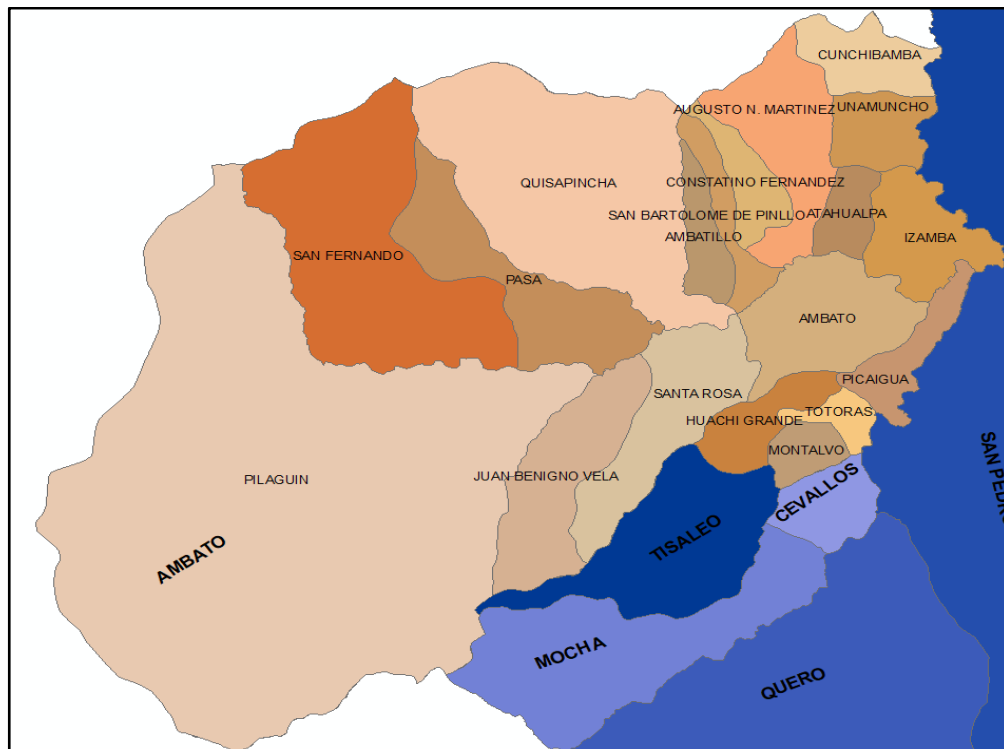 CUNCHIBAMBA
AUGUSTO N. MARTINEZ
UNAMUNCHO
QUISAPINCHA
CONSTATINO FERNANDEZ
SAN BARTOLOME DE PINLLO
ATAHUALPA
AMBATILLO
IZAMBA
SAN FERNANDO
PASA
AMBATO
PICAIGUA
SANTA ROSA
TOTORAS
HUACHI GRANDE
MONTALVO
JUAN BENIGNO VELA
PILAGUIN
CEVALLOS
SAN PEDR
TISALEO
AMBATO
MOCHA
QUERO